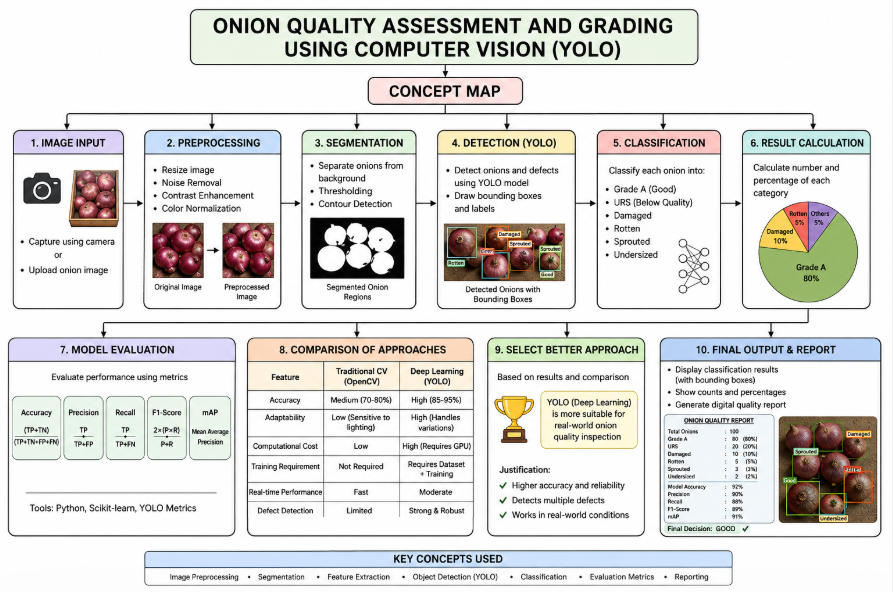 ONION QUALITY ASSESSMENT AND GRADING
USING COMPUTER VISION (YOLO)
CONCEPT MAP
1. IMAGE INPUT
• Capture using camera
or
• Upload onion image
2. PREPROCESSING
• Resize image
• Noise Removal
• Contrast Enhancement
• Color Normalization
Original Image
Preprocessed
Image
3. SEGMENTATION
• Separate onions from
background
• Thresholding
• Contour Detection
Segmented Onion
Regions
4. DETECTION (YOLO)
• Detect onions and defects
using YOLO model
• Draw bounding boxes
and labels
Damaged
Sprouted
Sprouted
Rotten
Good
Detected Onions with
Bounding Boxes
5. CLASSIFICATION
Classify each onion into:
• Grade A (Good)
• URS (Below Quality)
• Damaged
• Rotten
• Sprouted
• Undersized
6. RESULT CALCULATION
Calculate number and
percentage of each
category
Rotten
5%
Others
5%
Damaged
10%
Grade A
80%
7. MODEL EVALUATION
Evaluate performance using metrics
Accuracy
(TP+TN)
(TP+TN+FP+FN)
Precision
TP
TP+FP
Recall
TP
TP+FN
F1-Score
2×(P×R)
P+R
mAP
Mean Average
Precision
Tools: Python, Scikit-learn, YOLO Metrics
8. COMPARISON OF APPROACHES
Feature
Traditional CV
(OpenCV)
Deep Learning
(YOLO)
Accuracy
Medium (70-80%)
High (85-95%)
Adaptability
Low (Sensitive to
lighting)
High (Handles
variations)
Computational Cost
Low
High (Requires GPU)
Training Requirement
Not Required
Requires Dataset
+ Training
Real-time Performance
Fast
Moderate
Defect Detection
Limited
Strong & Robust
9. SELECT BETTER APPROACH
Based on results and comparison
YOLO (Deep Learning)
is more suitable for
real-world onion
quality inspection
Justification:
✓ Higher accuracy and reliability
✓ Detects multiple defects
✓ Works in real-world conditions
10. FINAL OUTPUT & REPORT
• Display classification results
(with bounding boxes)
• Show counts and percentages
• Generate digital quality report
ONION QUALITY REPORT
Total Onions : 100
Grade A : 80 (80%)
URS : 20 (20%)
Damaged : 10 (10%)
Rotten : 5 (5%)
Sprouted : 3 (3%)
Undersized : 2 (2%)
Model Accuracy : 92%
Precision : 90%
Recall : 88%
F1-Score : 89%
mAP : 91%
Final Decision: GOOD ✓
Damaged
Sprouted
Good
Undersized
KEY CONCEPTS USED
Image Preprocessing • Segmentation • Feature Extraction • Object Detection (YOLO) • Classification • Evaluation Metrics • Reporting